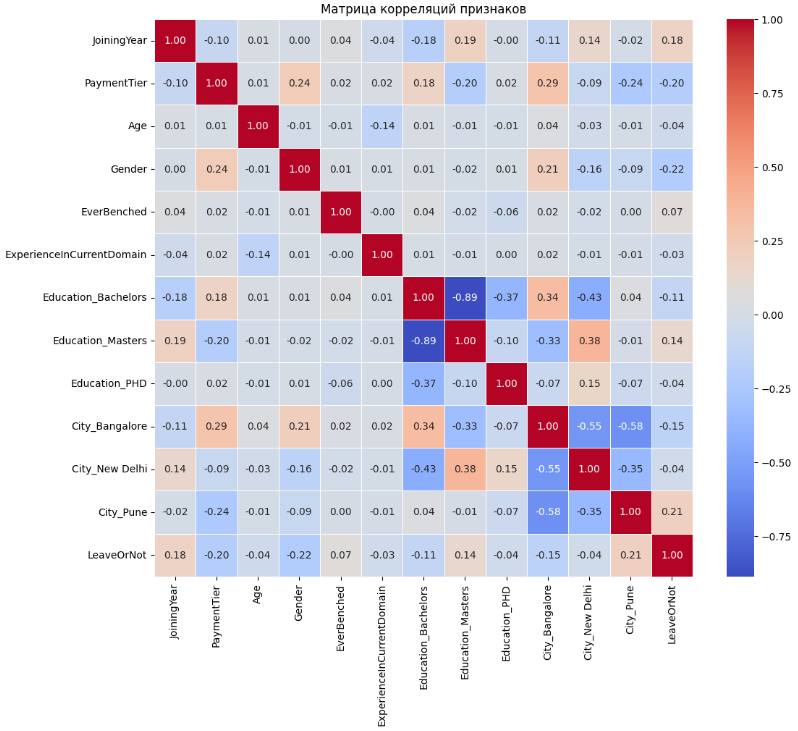 Матрица корреляций признаков
JoiningYear 1.00 -0.10 0.01 0.00 0.04 -0.04 -0.18 0.19 -0.00 -0.11 0.14 -0.02 0.18
PaymentTier -0.10 1.00 0.01 0.24 0.02 0.02 0.18 -0.20 0.02 0.29 -0.09 -0.24 -0.20
Age 0.01 0.01 1.00 -0.01 -0.01 -0.14 0.01 -0.01 -0.01 0.04 -0.03 -0.01 -0.04
Gender 0.00 0.24 -0.01 1.00 0.01 0.01 0.01 -0.02 0.01 0.21 -0.16 -0.09 -0.22
EverBenched 0.04 0.02 -0.01 0.01 1.00 -0.00 0.04 -0.02 -0.06 0.02 -0.02 0.00 0.07
ExperienceInCurrentDomain -0.04 0.02 -0.14 0.01 -0.00 1.00 0.01 -0.01 0.00 0.02 -0.01 -0.01 -0.03
Education_Bachelors -0.18 0.18 0.01 0.01 0.04 0.01 1.00 -0.89 -0.37 0.34 -0.43 0.04 -0.11
Education_Masters 0.19 -0.20 -0.01 -0.02 -0.02 -0.01 -0.89 1.00 -0.10 -0.33 0.38 -0.01 0.14
Education_PHD -0.00 0.02 -0.01 0.01 -0.06 0.00 -0.37 -0.10 1.00 -0.07 0.15 -0.07 -0.04
City_Bangalore -0.11 0.29 0.04 0.21 0.02 0.02 0.34 -0.33 -0.07 1.00 -0.55 -0.58 -0.15
City_New Delhi 0.14 -0.09 -0.03 -0.16 -0.02 -0.01 -0.43 0.38 0.15 -0.55 1.00 -0.35 -0.04
City_Pune -0.02 -0.24 -0.01 -0.09 0.00 -0.01 0.04 -0.01 -0.07 -0.58 -0.35 1.00 0.21
LeaveOrNot 0.18 -0.20 -0.04 -0.22 0.07 -0.03 -0.11 0.14 -0.04 -0.15 -0.04 0.21 1.00
JoiningYear
PaymentTier
Age
Gender
EverBenched
ExperienceInCurrentDomain
Education_Bachelors
Education_Masters
Education_PHD
City_Bangalore
City_New Delhi
City_Pune
LeaveOrNot
1.00
0.75
0.50
0.25
0.00
−0.25
−0.50
−0.75